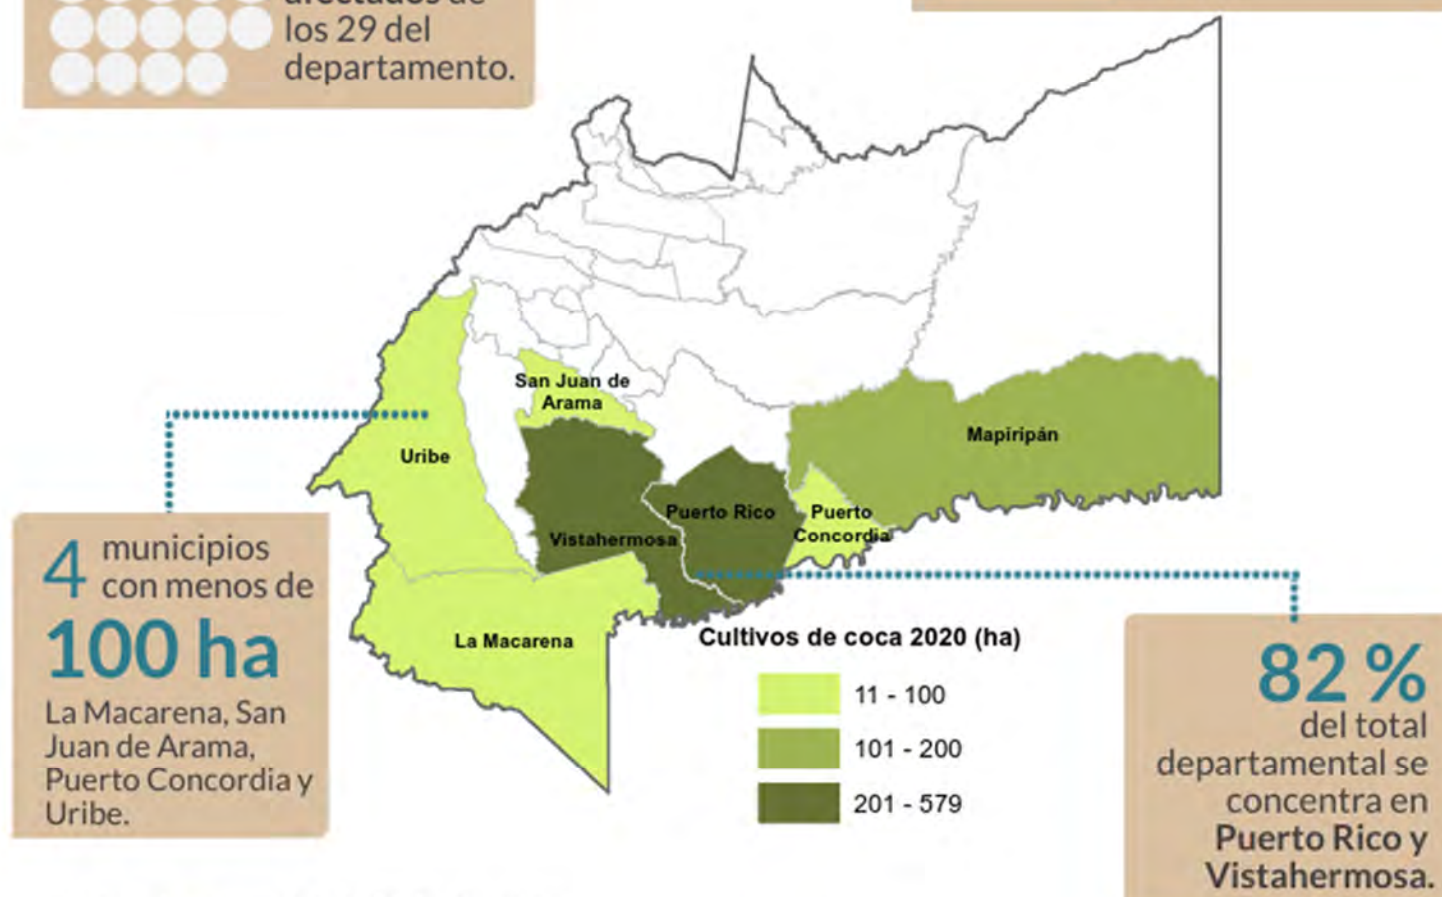 afectados de
los 29 del
departamento.
San Juan de
Arama
Mapiripán
Uribe
Puerto Rico
Puerto
Concordia
Vistahermosa
La Macarena
4 municipios
con menos de
100 ha
La Macarena, San
Juan de Arama,
Puerto Concordia y
Uribe.
Cultivos de coca 2020 (ha)
11 - 100
101 - 200
201 - 579
82 %
del total
departamental se
concentra en
Puerto Rico y
Vistahermosa.